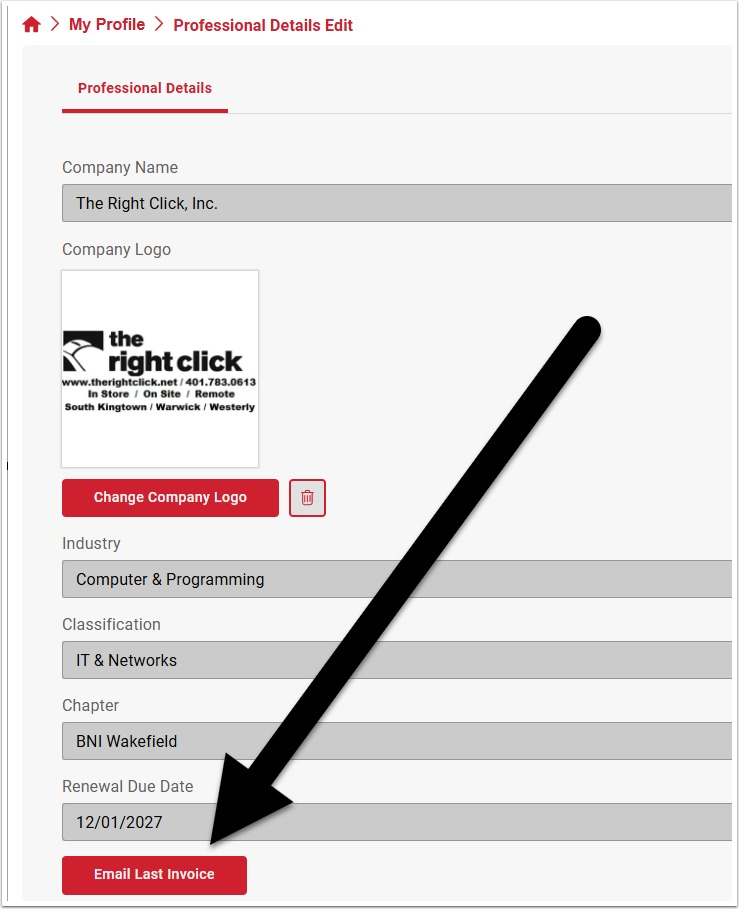 My Profile Professional Details Edit
Professional Details
Company Name
The Right Click, Inc.
Company Logo
the
right click
www.therightclick.net / 401.783.0613
In Store / On Site / Remote
South Kingtown / Warwick / Westerly
Change Company Logo
Industry
Computer & Programming
Classification
IT & Networks
Chapter
BNI Wakefield
Renewal Due Date
12/01/2027
Email Last Invoice